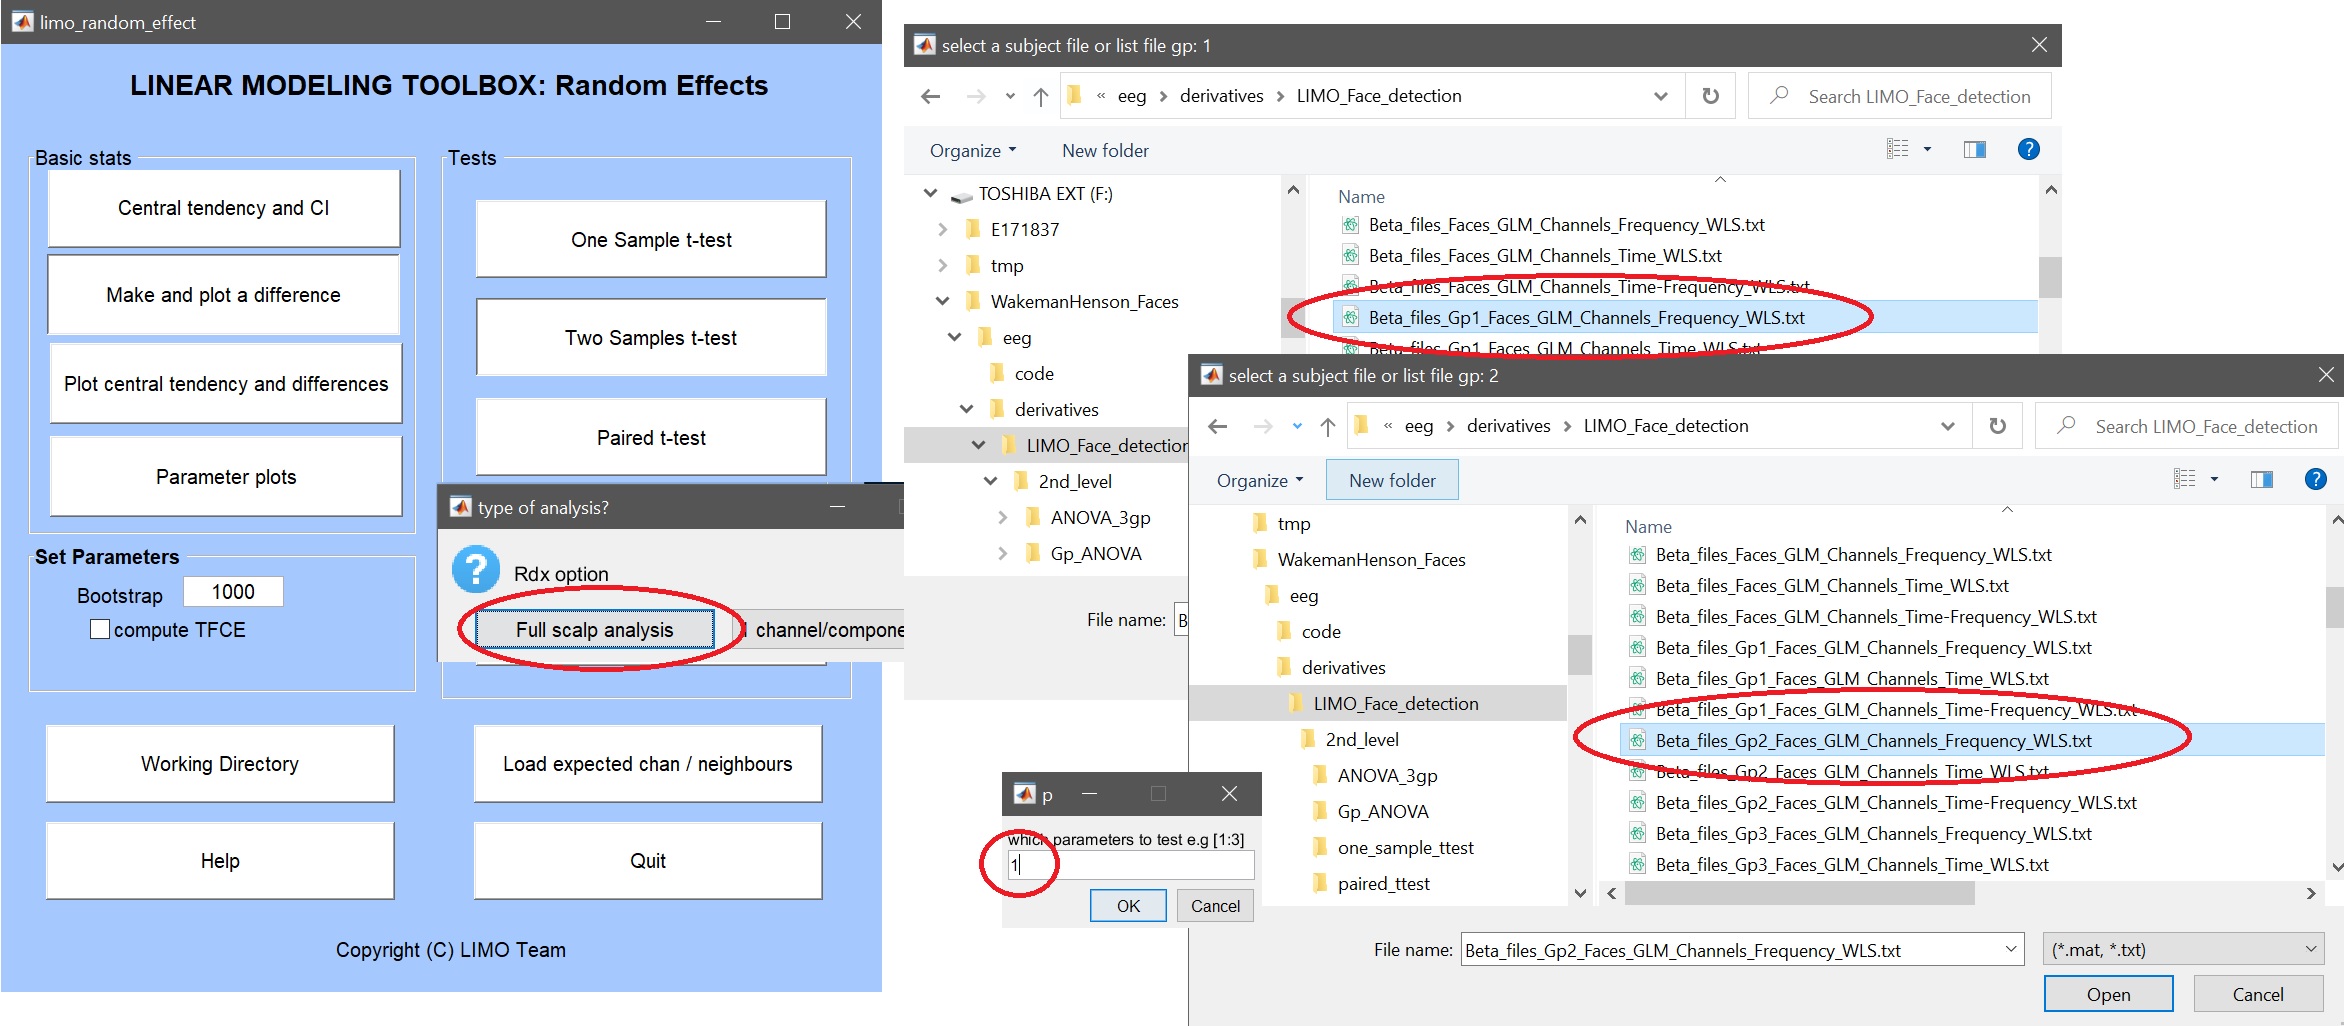 limo_random_effect
LINEAR MODELING TOOLBOX: Random Effects
Basic stats
Central tendency and CI
Make and plot a difference
Plot central tendency and differences
Parameter plots
Tests
One Sample t-test
Two Samples t-test
Paired t-test
Set Parameters
Bootstrap 1000
compute TFCE
type of analysis?
Rdx option
Full scalp analysis
1 channel/compone
Working Directory
Load expected chan / neighbours
Help
Quit
Copyright (C) LIMO Team
select a subject file or list file gp: 1
« eeg > derivatives > LIMO_Face_detection
Search LIMO_Face_detection
Organize
New folder
TOSHIBA EXT (F:)
E171837
tmp
WakemanHenson_Faces
eeg
code
derivatives
LIMO_Face_detection
2nd_level
ANOVA_3gp
Gp_ANOVA
Name
Beta_files_Faces_GLM_Channels_Frequency_WLS.txt
Beta_files_Faces_GLM_Channels_Time_WLS.txt
Beta_files_Faces_GLM_Channels_Time-Frequency_WLS.txt
Beta_files_Gp1_Faces_GLM_Channels_Frequency_WLS.txt
Beta_files_Gp1_Faces_GLM_Channels_Time_WLS.txt
File name: B
select a subject file or list file gp: 2
« eeg > derivatives > LIMO_Face_detection
Search LIMO_Face_detection
Organize
New folder
tmp
WakemanHenson_Faces
eeg
code
derivatives
LIMO_Face_detection
2nd_level
ANOVA_3gp
Gp_ANOVA
one_sample_ttest
paired_ttest
Name
Beta_files_Faces_GLM_Channels_Frequency_WLS.txt
Beta_files_Faces_GLM_Channels_Time_WLS.txt
Beta_files_Faces_GLM_Channels_Time-Frequency_WLS.txt
Beta_files_Gp1_Faces_GLM_Channels_Frequency_WLS.txt
Beta_files_Gp1_Faces_GLM_Channels_Time_WLS.txt
Beta_files_Gp1_Faces_GLM_Channels_Time-Frequency_WLS.txt
Beta_files_Gp2_Faces_GLM_Channels_Frequency_WLS.txt
Beta_files_Gp2_Faces_GLM_Channels_Time_WLS.txt
Beta_files_Gp2_Faces_GLM_Channels_Time-Frequency_WLS.txt
Beta_files_Gp3_Faces_GLM_Channels_Frequency_WLS.txt
Beta_files_Gp3_Faces_GLM_Channels_Time_WLS.txt
File name: Beta_files_Gp2_Faces_GLM_Channels_Frequency_WLS.txt
(*.mat, *.txt)
Open
Cancel
p
which parameters to test e.g [1:3]
1
OK
Cancel